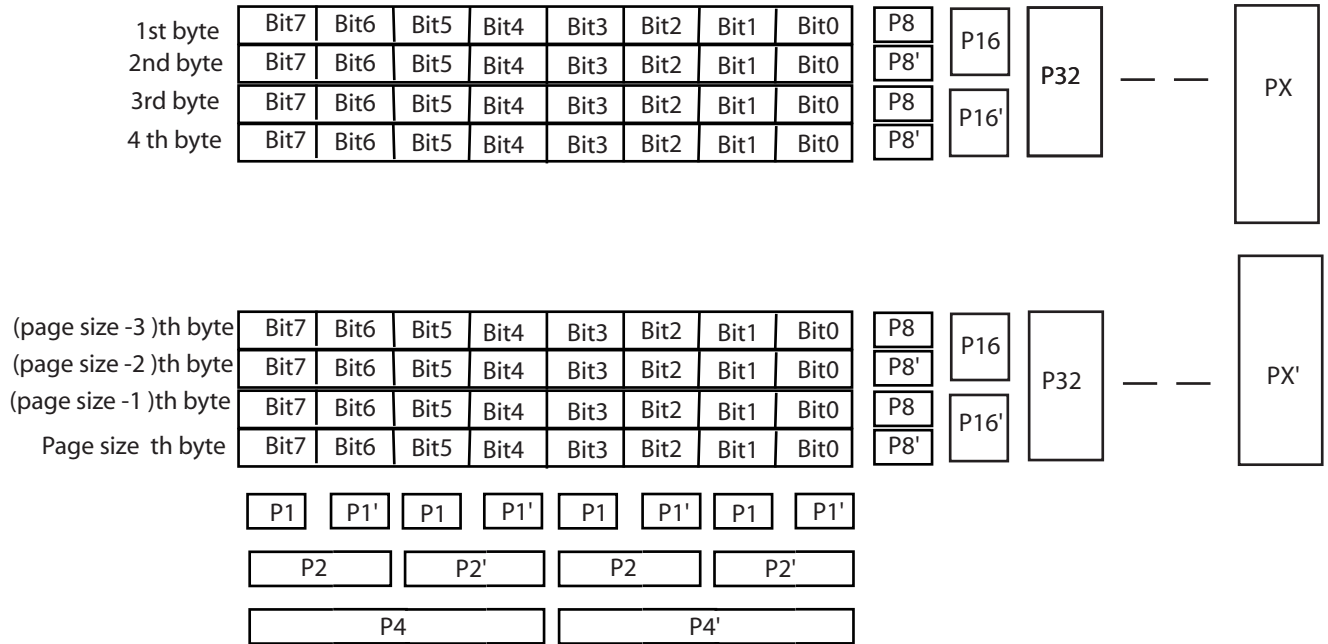 1st byte Bit7 Bit6 Bit5 Bit4 Bit3 Bit2 Bit1 Bit0 P8 P16 P32 PX
2nd byte Bit7 Bit6 Bit5 Bit4 Bit3 Bit2 Bit1 Bit0 P8'
3rd byte Bit7 Bit6 Bit5 Bit4 Bit3 Bit2 Bit1 Bit0 P8 P16'
4 th byte Bit7 Bit6 Bit5 Bit4 Bit3 Bit2 Bit1 Bit0 P8'
(page size -3 )th byte Bit7 Bit6 Bit5 Bit4 Bit3 Bit2 Bit1 Bit0 P8 P16 P32 PX'
(page size -2 )th byte Bit7 Bit6 Bit5 Bit4 Bit3 Bit2 Bit1 Bit0 P8'
(page size -1 )th byte Bit7 Bit6 Bit5 Bit4 Bit3 Bit2 Bit1 Bit0 P8 P16'
Page size th byte Bit7 Bit6 Bit5 Bit4 Bit3 Bit2 Bit1 Bit0 P8'
P1 P1' P1 P1' P1 P1' P1 P1'
P2 P2' P2 P2'
P4 P4'